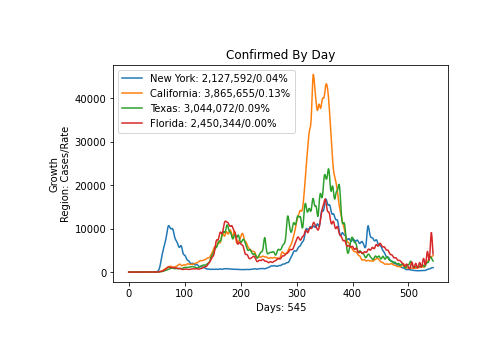 Confirmed By Day
New York: 2,127,592/0.04%
California: 3,865,655/0.13%
Texas: 3,044,072/0.09%
Florida: 2,450,344/0.00%
Growth
Region: Cases/Rate
40000
30000
20000
10000
0
0 100 200 300 400 500
Days: 545